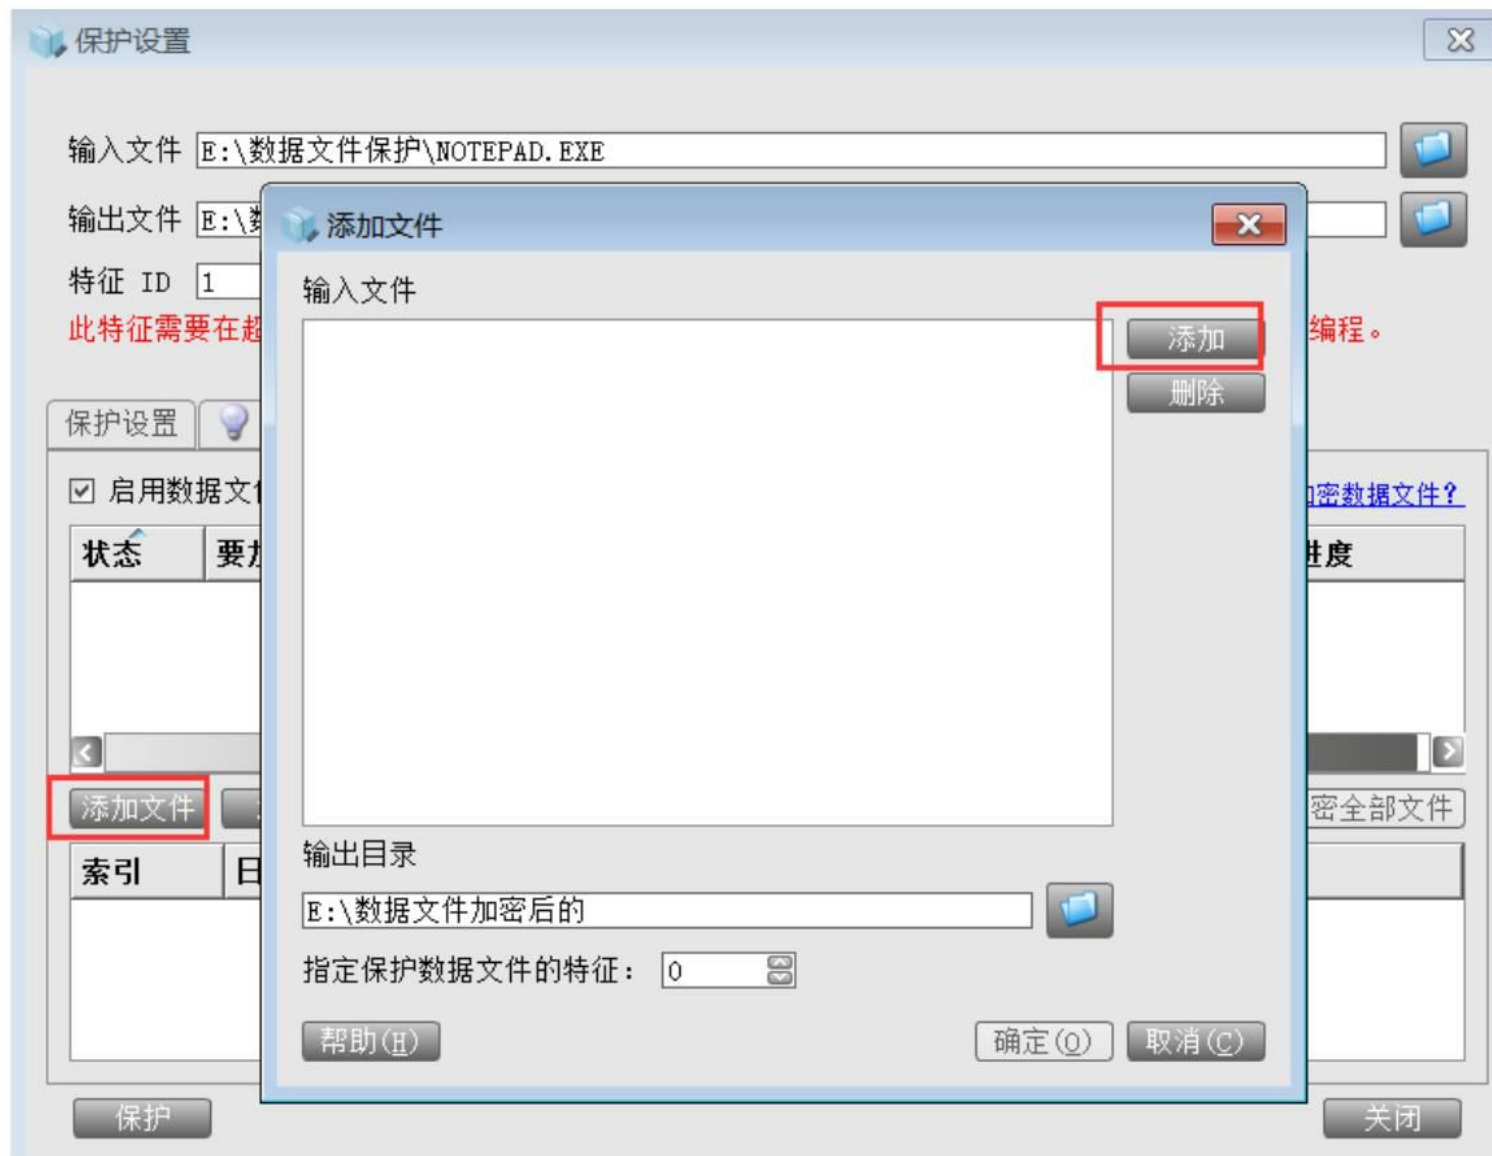 保护设置
输入文件 E:\数据文件保护\NOTEPAD.EXE
输出文件 E:\数
特征 ID 1
此特征需要在超
编程。
保护设置
启用数据文件
密数据文件?
状态 要加
进度
添加文件
密全部文件
索引 日
保护
关闭
添加文件
输入文件
添加
删除
输出目录
E:\数据文件加密后的
指定保护数据文件的特征: 0
帮助(H)
确定(O) 取消(C)